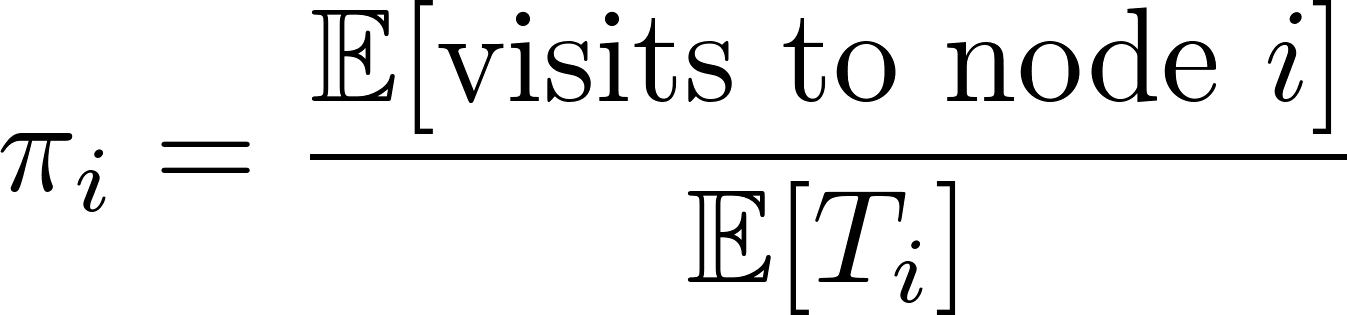 π_i = 𝔼[visits to node i] / 𝔼[T_i]